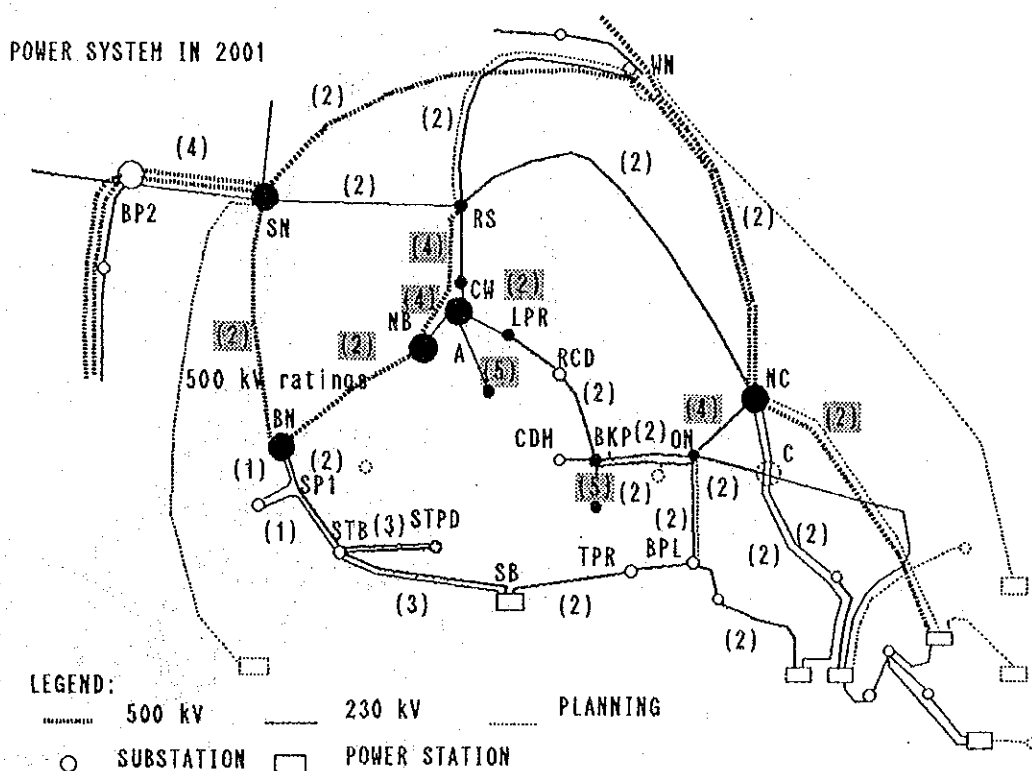 POWER SYSTEM IN 2001
WN
(2)
(2)
(4)
(2)
(2)
(2)
BP2
SN
RS
(4)
CW
(4)
(2)
LPR
NB
A
(2)
(2)
500 kV ratings
(5)
RCD
(2)
NC
(4)
(2)
BN
CDM
BKP
(2)
ON
C
(1)
(2)
SP1
(5)
(2)
(2)
(1)
STB
(3)
STPD
(2)
(2)
(2)
TPR
BPL
SB
(3)
(2)
(2)
LEGEND:
500 kV
230 kV
PLANNING
SUBSTATION
POWER STATION